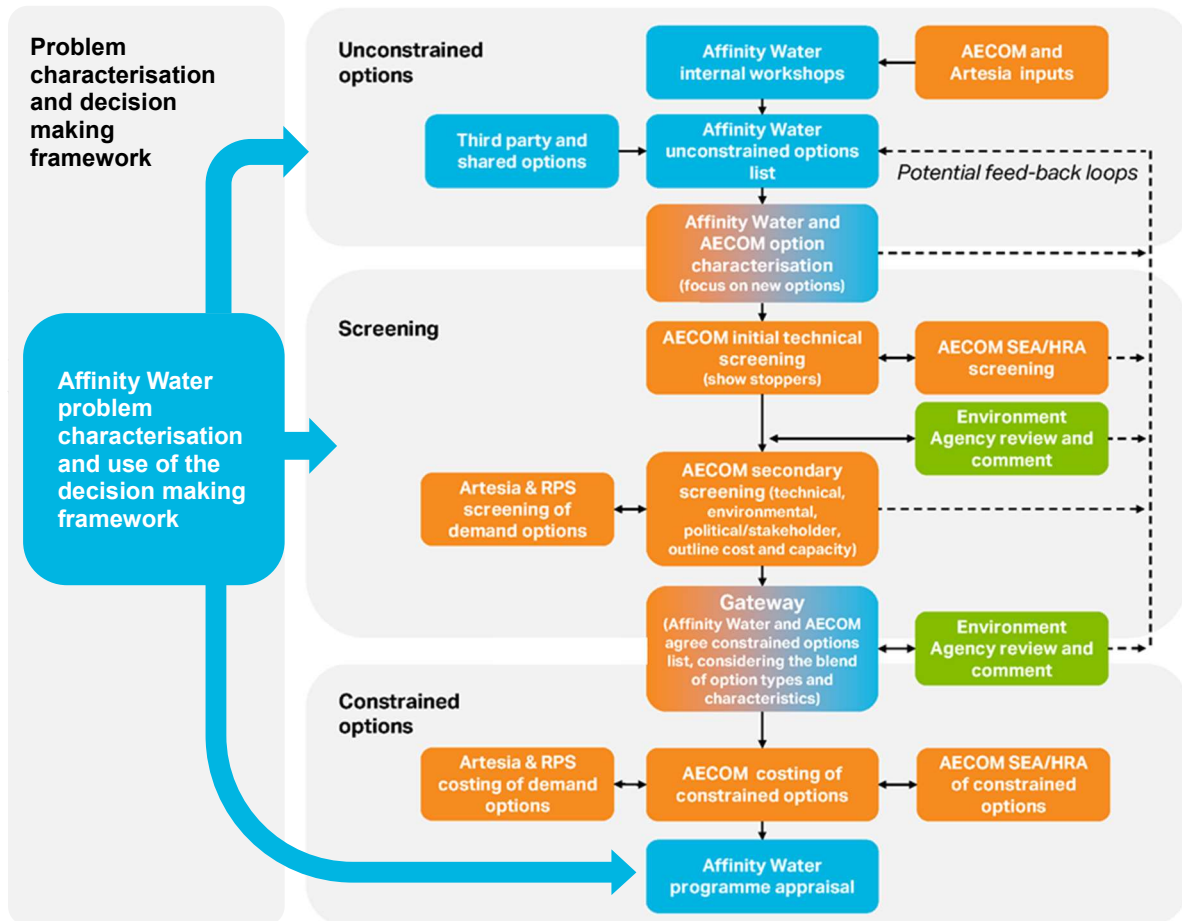 Problem
characterisation
and decision
making
framework
Affinity Water
problem
characterisation
and use of the
decision making
framework
Unconstrained
options
Affinity Water
internal workshops
AECOM and
Artesia inputs
Third party and
shared options
Affinity Water
unconstrained options
list
Potential feed-back loops
Affinity Water and
AECOM option
characterisation
(focus on new options)
Screening
AECOM initial technical
screening
(show stoppers)
AECOM SEA/HRA
screening
Environment
Agency review and
comment
Artesia & RPS
screening of
demand options
AECOM secondary
screening (technical,
environmental,
political/stakeholder,
outline cost and capacity)
Gateway
(Affinity Water and AECOM
agree constrained options
list, considering the blend
of option types and
characteristics)
Environment
Agency review and
comment
Constrained
options
Artesia & RPS
costing of demand
options
AECOM costing of
constrained options
AECOM SEA/HRA
of constrained
options
Affinity Water
programme appraisal